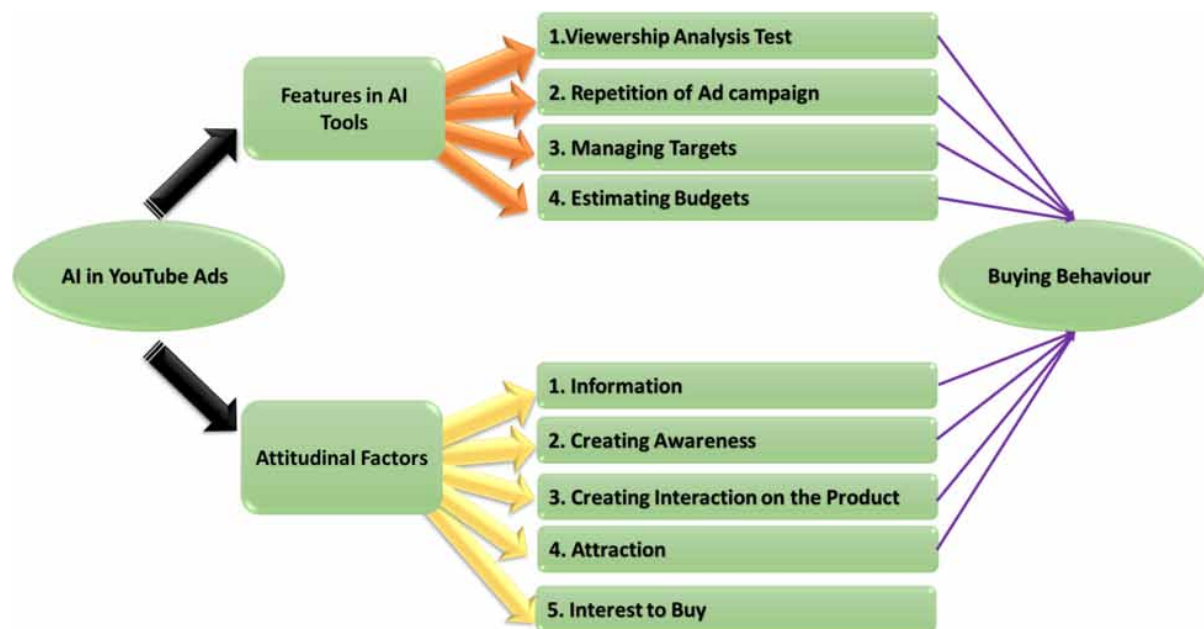 1.Viewership Analysis Test
Features in AI
Tools
2. Repetition of Ad campaign
3. Managing Targets
4. Estimating Budgets
AI in YouTube Ads
Buying Behaviour
1. Information
2. Creating Awareness
Attitudinal Factors
3. Creating Interaction on the Product
4. Attraction
5. Interest to Buy